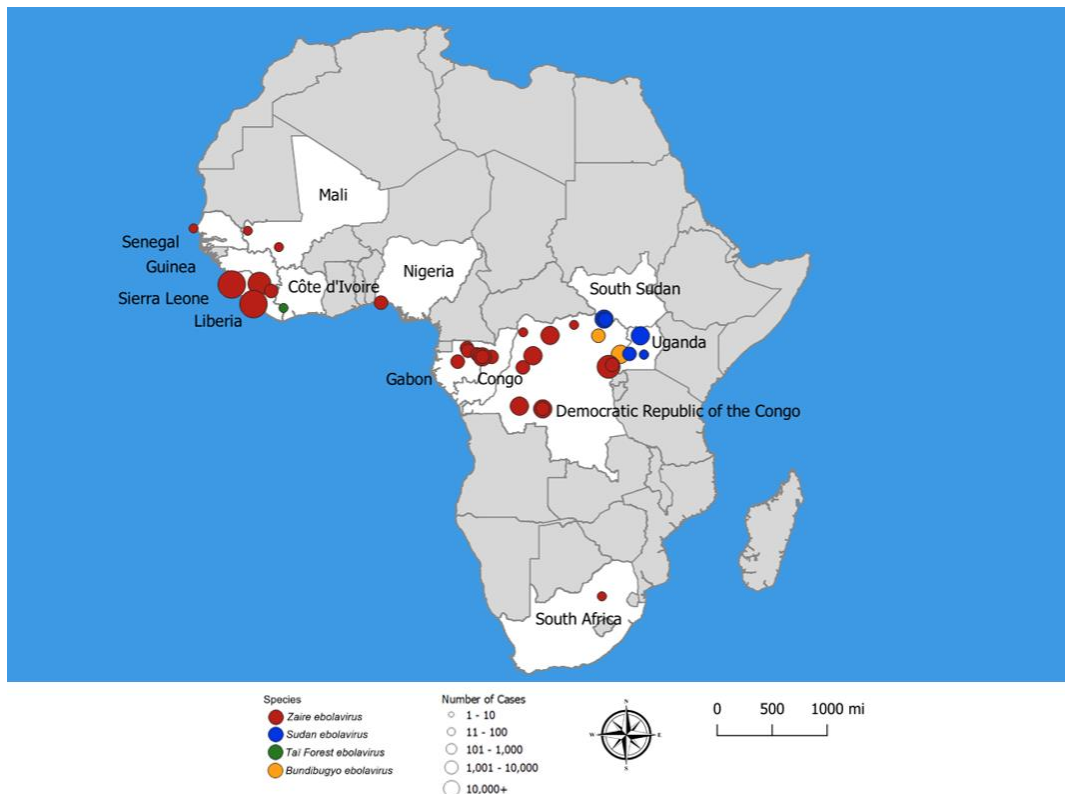 Mali
Senegal
Guinea
Nigeria
Côte d'Ivoire
South Sudan
Sierra Leone
Liberia
Uganda
Gabon
Congo
Democratic Republic of the Congo
South Africa
Species
Zaire ebolavirus
Sudan ebolavirus
Taï Forest ebolavirus
Bundibugyo ebolavirus
Number of Cases
1 - 10
11 - 100
101 - 1,000
1,001 - 10,000
10,000+
N
W E
S
0 500 1000 mi